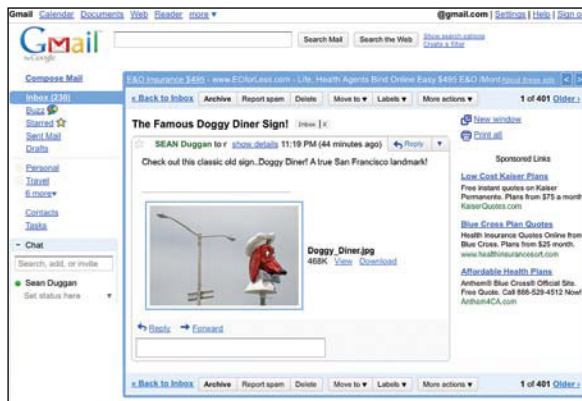 Gmail Calendar Documents Web Reader more ▾
@gmail.com | Settings | Help | Sign o
Gmail
by Google
Search Mail
Search the Web
Show search options
Create a filter
Compose Mail
Inbox (230)
Buzz
Starred
Sent Mail
Drafts
Personal
Travel
6 more▾
Contacts
Tasks
– Chat
Search, add, or invite
Sean Duggan
Set status here
E&O Insurance $495 - www.EOforLess.com - Life, Health Agents Bind Online Easy $495 E&O /Mont About these ads < >
« Back to Inbox Archive Report spam Delete Move to ▾ Labels ▾ More actions ▾ 1 of 401 Older ›
The Famous Doggy Diner Sign! Inbox | X
SEAN Duggan to r show details 11:19 PM (44 minutes ago) Reply ▾
Check out this classic old sign..Doggy Diner! A true San Francisco landmark!
Doggy_Diner.jpg
468K View Download
Reply Forward
New window
Print all
Sponsored Links
Low Cost Kaiser Plans
Free instant quotes on Kaiser
Permanente. Plans from $75 a month
KaiserQuotes.com
Blue Cross Plan Quotes
Health Insurance Quotes Online from
Blue Cross. Plans from $25 month.
www.healthinsurancesort.com
Affordable Health Plans
Anthem® Blue Cross® Official Site.
Free Quote. Call 866-529-4512 Now!
Anthem4CA.com
« Back to Inbox Archive Report spam Delete Move to ▾ Labels ▾ More actions ▾ 1 of 401 Older ›